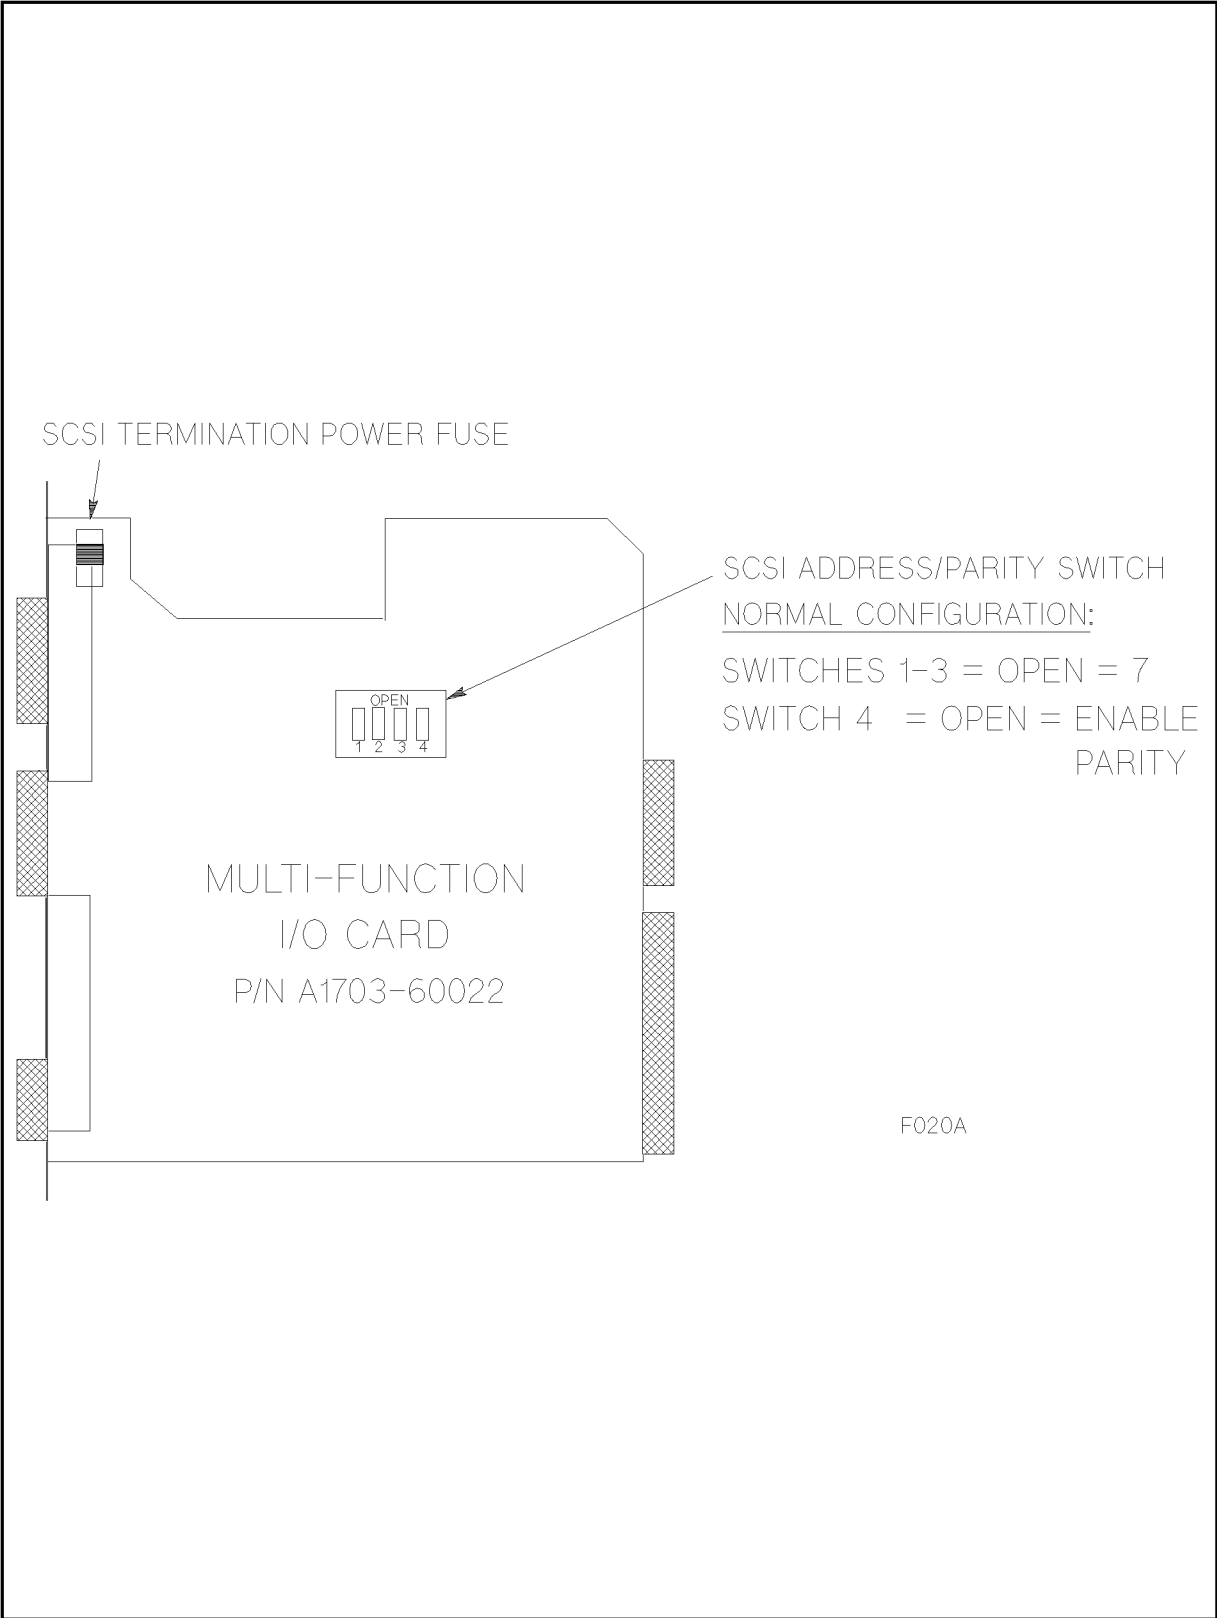 SCSI TERMINATION POWER FUSE
SCSI ADDRESS/PARITY SWITCH
NORMAL CONFIGURATION:
SWITCHES 1-3 = OPEN = 7
SWITCH 4 = OPEN = ENABLE
PARITY
OPEN
1 2 3 4
MULTI-FUNCTION
I/O CARD
P/N A1703-60022
F020A